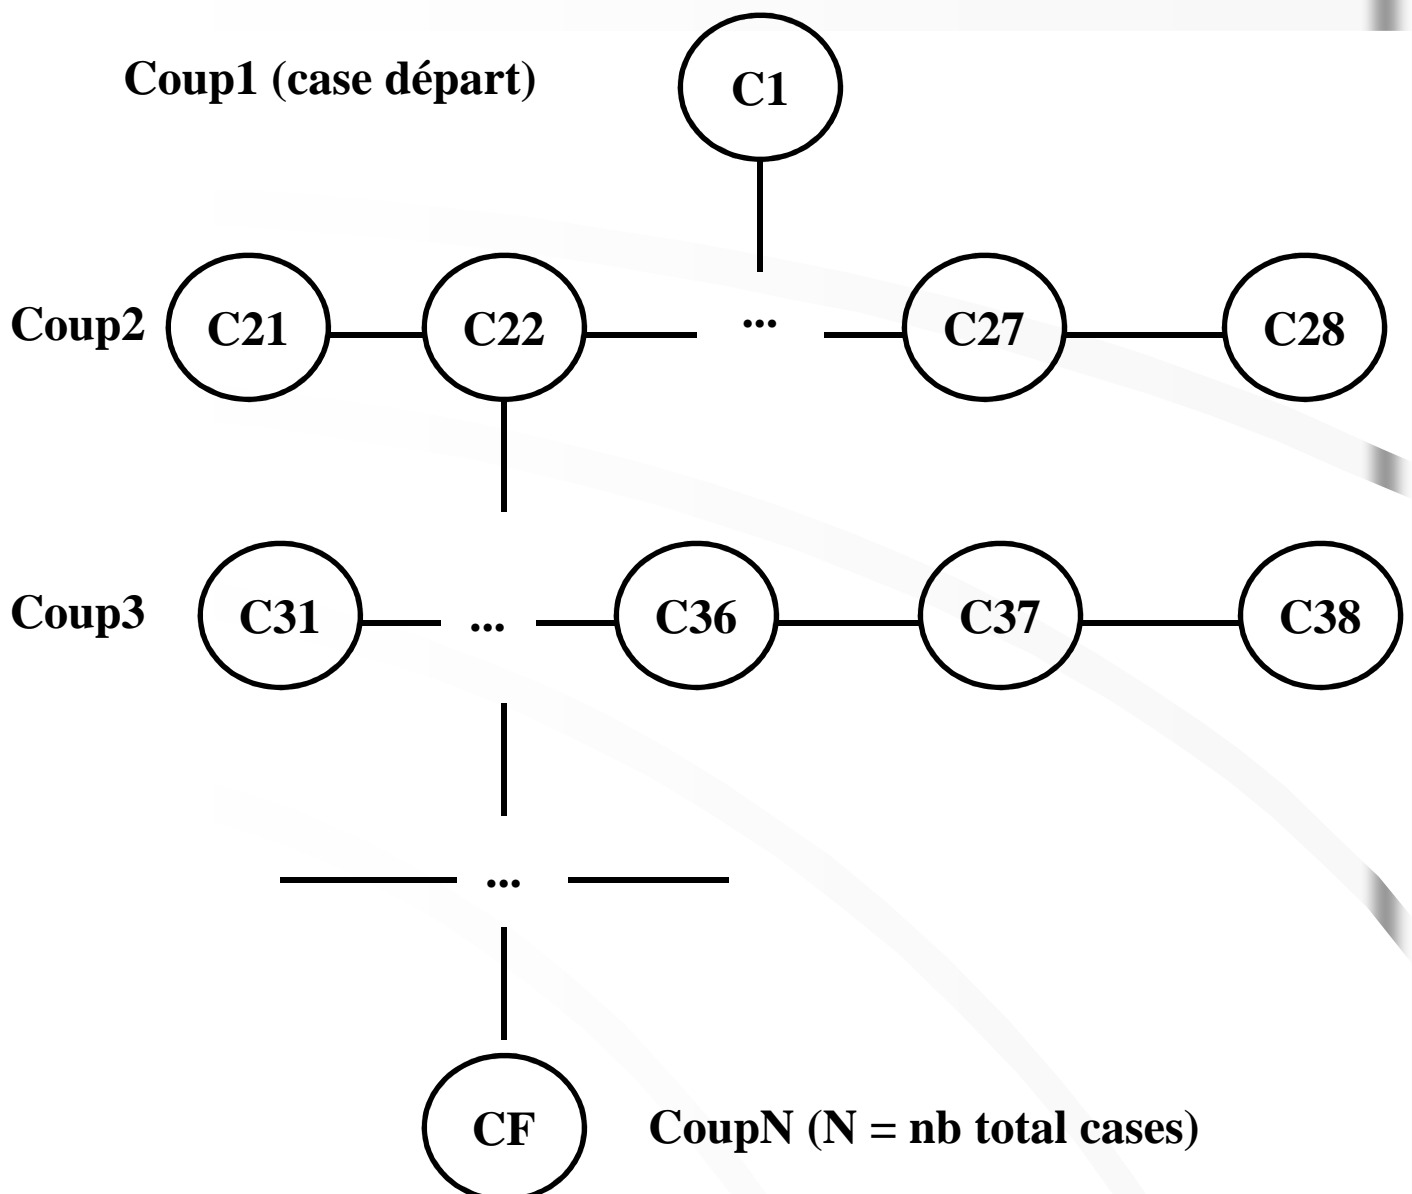 Coup1 (case départ) C1
Coup2 C21 C22 ... C27 C28
Coup3 C31 ... C36 C37 C38
...
CF CoupN (N = nb total cases)